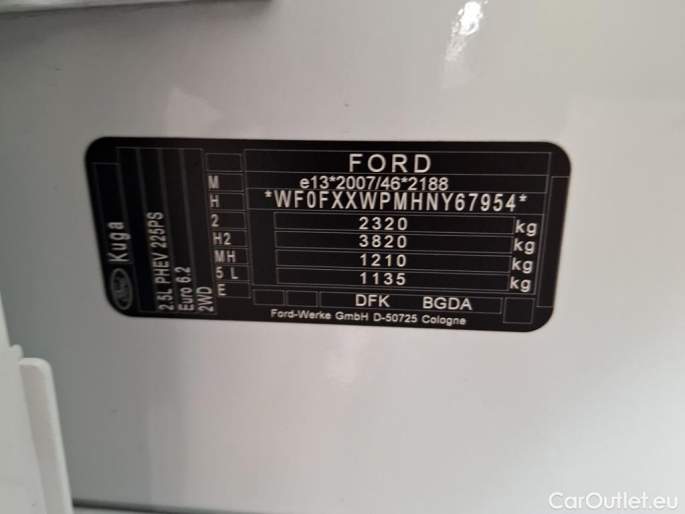 FORD
e13*2007/46*2188
*WF0FXXWPMHNY67954*
2320 kg
3820 kg
1210 kg
1135 kg
DFK BGDA
Ford-Werke GmbH D-50725 Cologne
M
H
2
H2
MH
5 L
E
Ford Kuga
2.5L PHEV 225PS
Euro 6.2
2WD
CarOutlet.eu